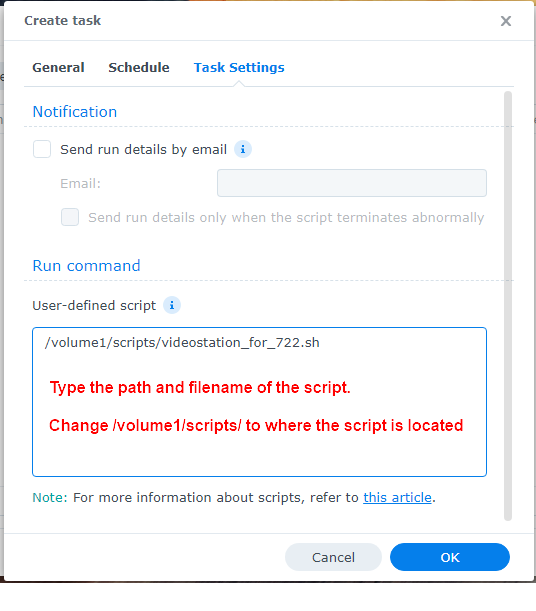 Create task
General Schedule Task Settings
Notification
Send run details by email i
Email:
Send run details only when the script terminates abnormally
Run command
User-defined script i
/volume1/scripts/videostation_for_722.sh
Type the path and filename of the script.
Change /volume1/scripts/ to where the script is located
Note: For more information about scripts, refer to this article.
Cancel OK